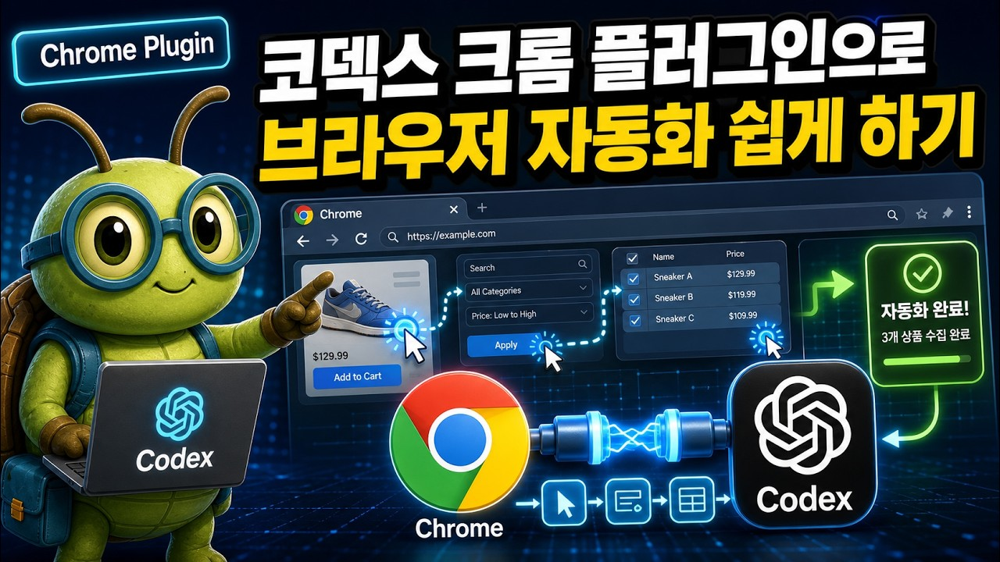 Chrome Plugin
코덱스 크롬 플러그인으로
브라우저 자동화 쉽게 하기
Chrome
https://example.com
$129.99
Add to Cart
Search
All Categories
Price: Low to High
Apply
Name Price
Sneaker A $129.99
Sneaker B $119.99
Sneaker C $109.99
자동화 완료!
3개 상품 수집 완료
Codex
Chrome
Codex